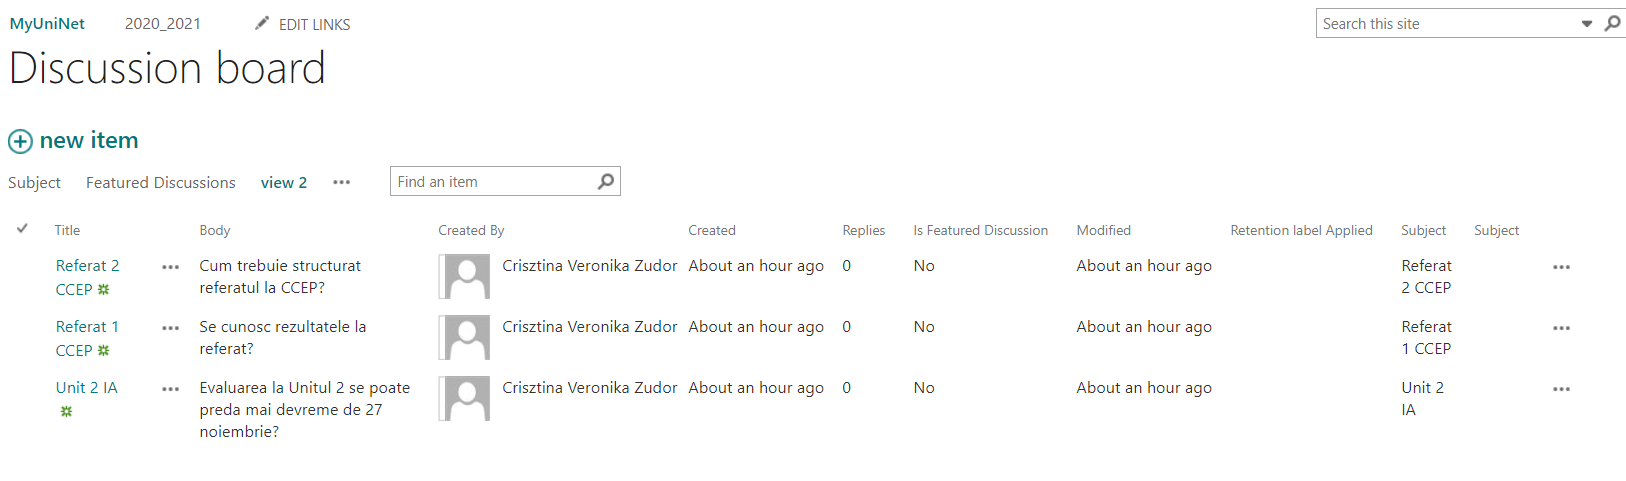 MyUniNet 2020_2021 EDIT LINKS Search this site
Discussion board
new item
Subject Featured Discussions view 2 ••• Find an item
Title Body Created By Created Replies Is Featured Discussion Modified Retention label Applied Subject Subject
Referat 2 ••• Cum trebuie structurat Crisztina Veronika Zudor About an hour ago 0 No About an hour ago Referat •••
CCEP referatul la CCEP? 2 CCEP
Referat 1 ••• Se cunosc rezultatele la Crisztina Veronika Zudor About an hour ago 0 No About an hour ago Referat •••
CCEP referat? 1 CCEP
Unit 2 IA ••• Evaluarea la Unitul 2 se poate Crisztina Veronika Zudor About an hour ago 0 No About an hour ago Unit 2 •••
preda mai devreme de 27 IA
noiembrie?